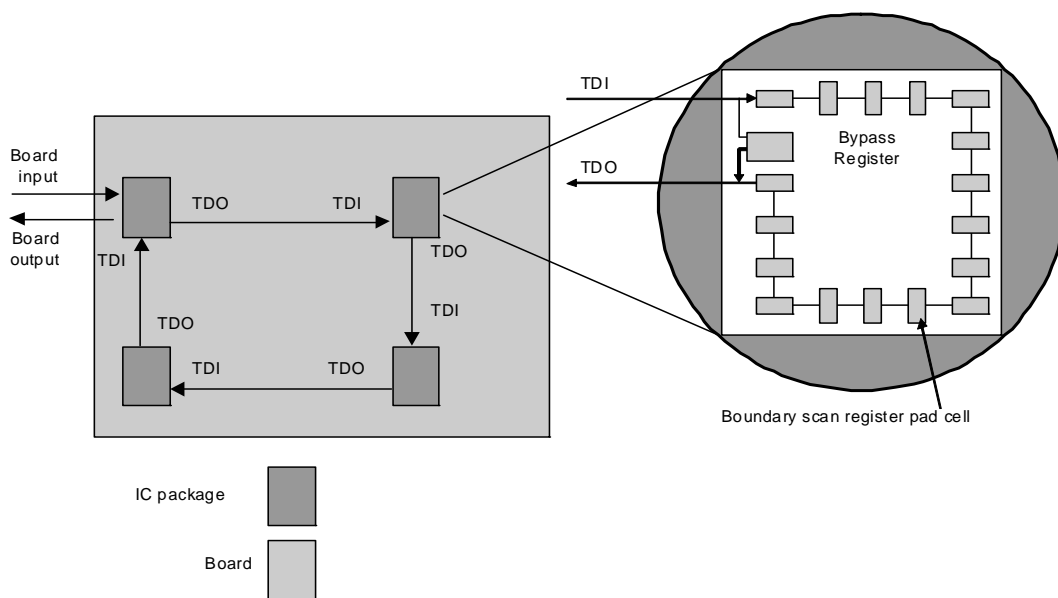 TDI
Bypass
Register
TDO
Board
input
TDO
TDI
Board
output
TDI
TDO
TDI
TDO
TDI
TDO
Boundary scan register pad cell
IC package
Board